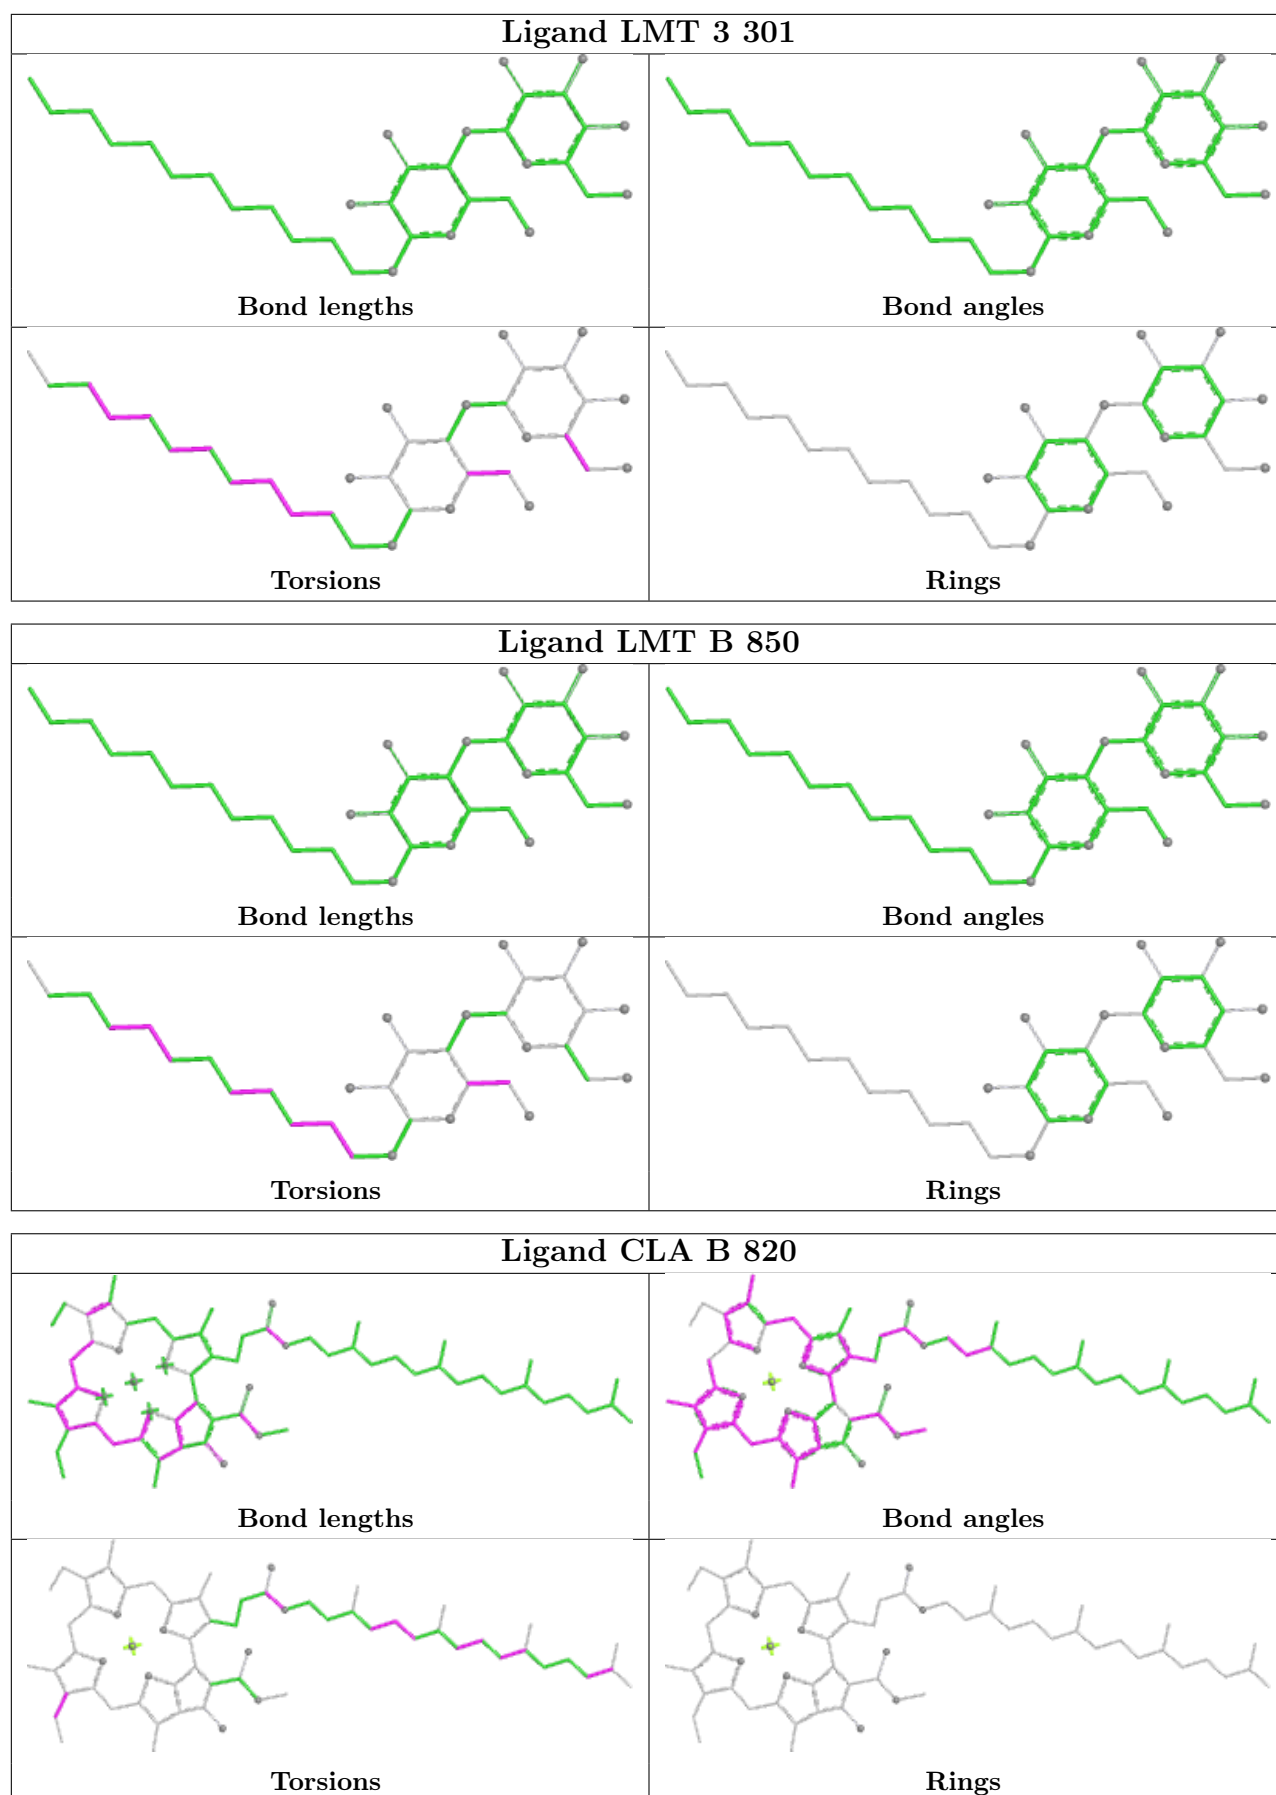 Ligand LMT 3 301
Bond lengths
Bond angles
Torsions
Rings
Ligand LMT B 850
Bond lengths
Bond angles
Torsions
Rings
Ligand CLA B 820
Bond lengths
Bond angles
Torsions
Rings